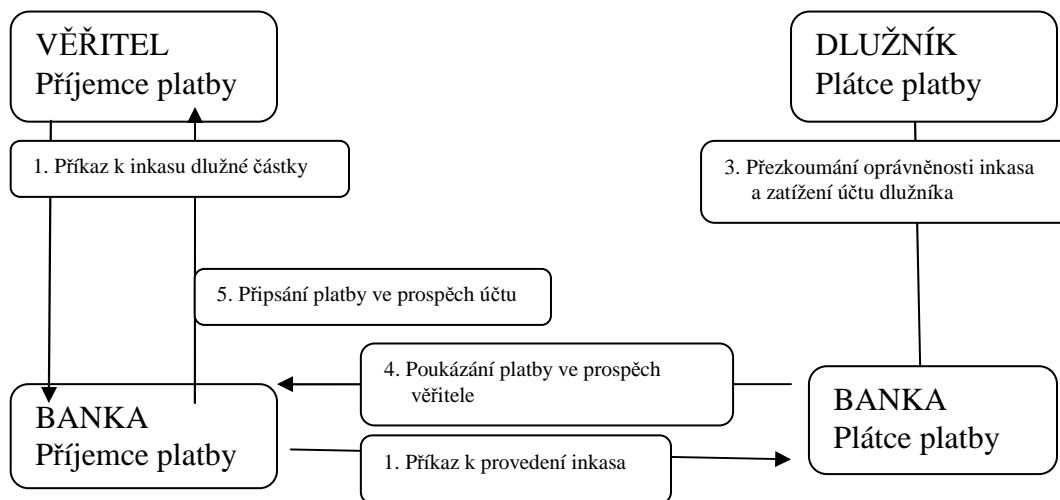 VĚŘITEL
Příjemce platby
DLUŽNÍK
Plátce platby
1. Příkaz k inkasu dlužné částky
3. Přezkoumání oprávněnosti inkasa
a zatížení účtu dlužníka
5. Připsání platby ve prospěch účtu
4. Poukázání platby ve prospěch
věřitele
BANKA
Příjemce platby
BANKA
Plátce platby
1. Příkaz k provedení inkasa